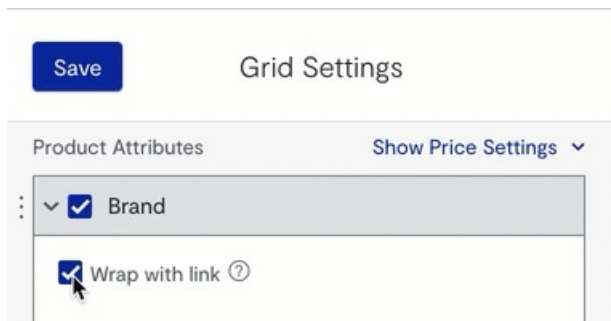 Save
Grid Settings
Product Attributes
Show Price Settings
Brand
Wrap with link ?